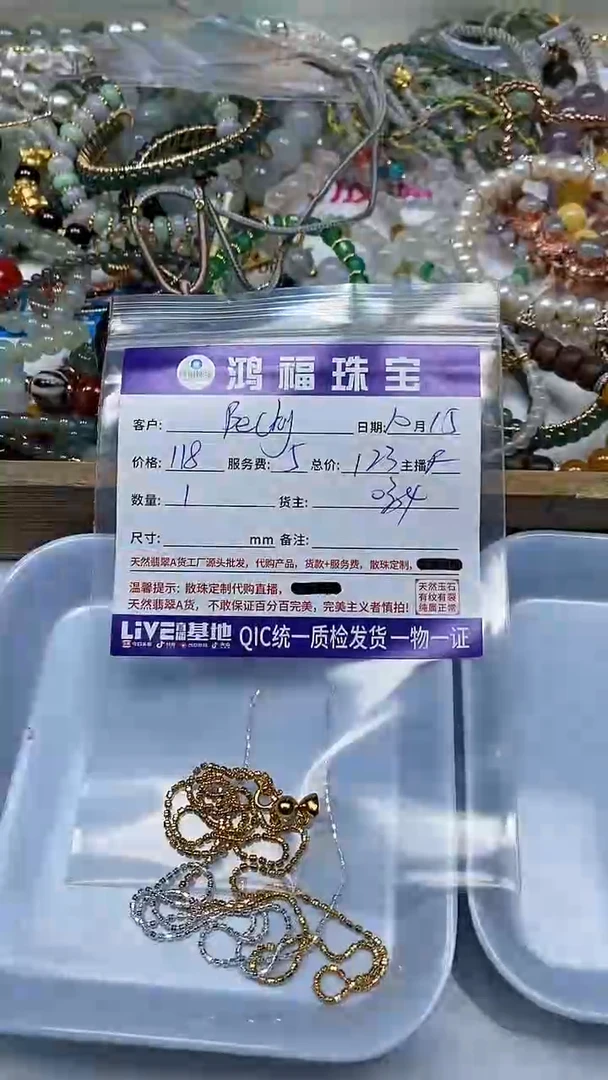 鸿福珠宝
客户: Becky 日期: 10月15
价格: 118 服务费: 5 总价: 123 主播
数量: 1 货主:
尺寸: mm 备注:
天然翡翠A货工厂源头批发，代购产品，货款+服务费，散珠定制，
温馨提示: 散珠定制代购直播，
天然翡翠A货，不敢保证百分百完美，完美主义者慎拍!
天然玉石
有纹有裂
纯属正常
LIVE直播基地 QIC统一质检发货一物一证